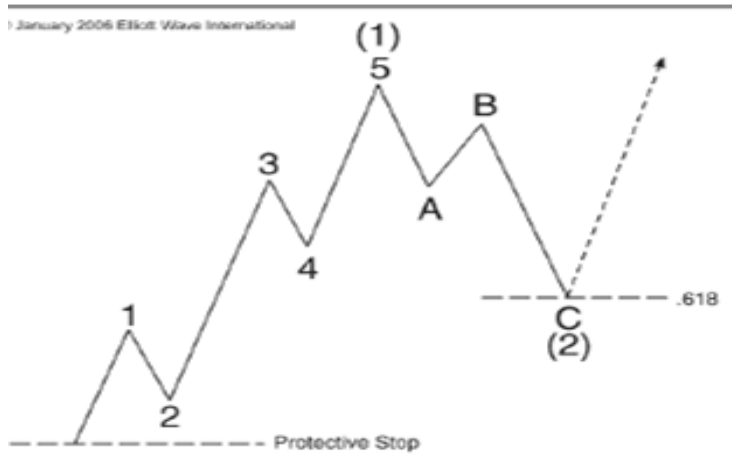 January 2006 Elliott Wave International
(1)
5
B
3
A
4
.618
1
C
(2)
2
Protective Stop